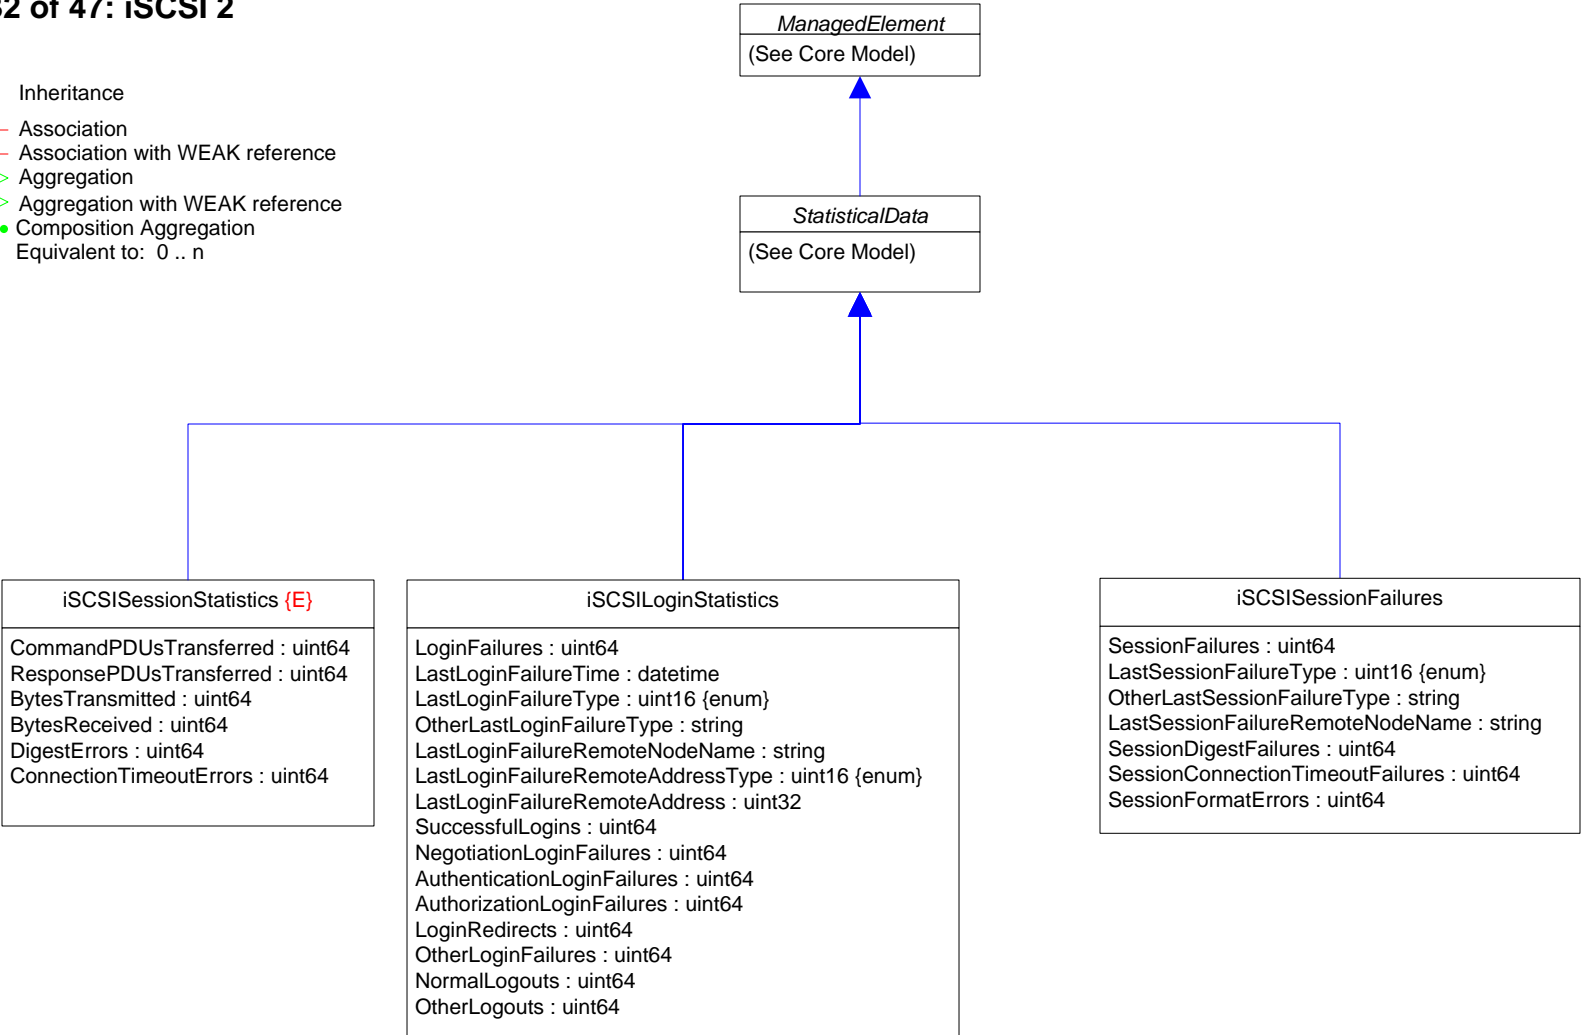 32 of 47: iSCSI 2
Inheritance
Association
Association with WEAK reference
Aggregation
Aggregation with WEAK reference
Composition Aggregation
Equivalent to: 0 .. n
ManagedElement
(See Core Model)
StatisticalData
(See Core Model)
iSCSISessionStatistics {E}
CommandPDUsTransferred : uint64
ResponsePDUsTransferred : uint64
BytesTransmitted : uint64
BytesReceived : uint64
DigestErrors : uint64
ConnectionTimeoutErrors : uint64
iSCSILoginStatistics
LoginFailures : uint64
LastLoginFailureTime : datetime
LastLoginFailureType : uint16 {enum}
OtherLastLoginFailureType : string
LastLoginFailureRemoteNodeName : string
LastLoginFailureRemoteAddressType : uint16 {enum}
LastLoginFailureRemoteAddress : uint32
SuccessfulLogins : uint64
NegotiationLoginFailures : uint64
AuthenticationLoginFailures : uint64
AuthorizationLoginFailures : uint64
LoginRedirects : uint64
OtherLoginFailures : uint64
NormalLogouts : uint64
OtherLogouts : uint64
iSCSISessionFailures
SessionFailures : uint64
LastSessionFailureType : uint16 {enum}
OtherLastSessionFailureType : string
LastSessionFailureRemoteNodeName : string
SessionDigestFailures : uint64
SessionConnectionTimeoutFailures : uint64
SessionFormatErrors : uint64